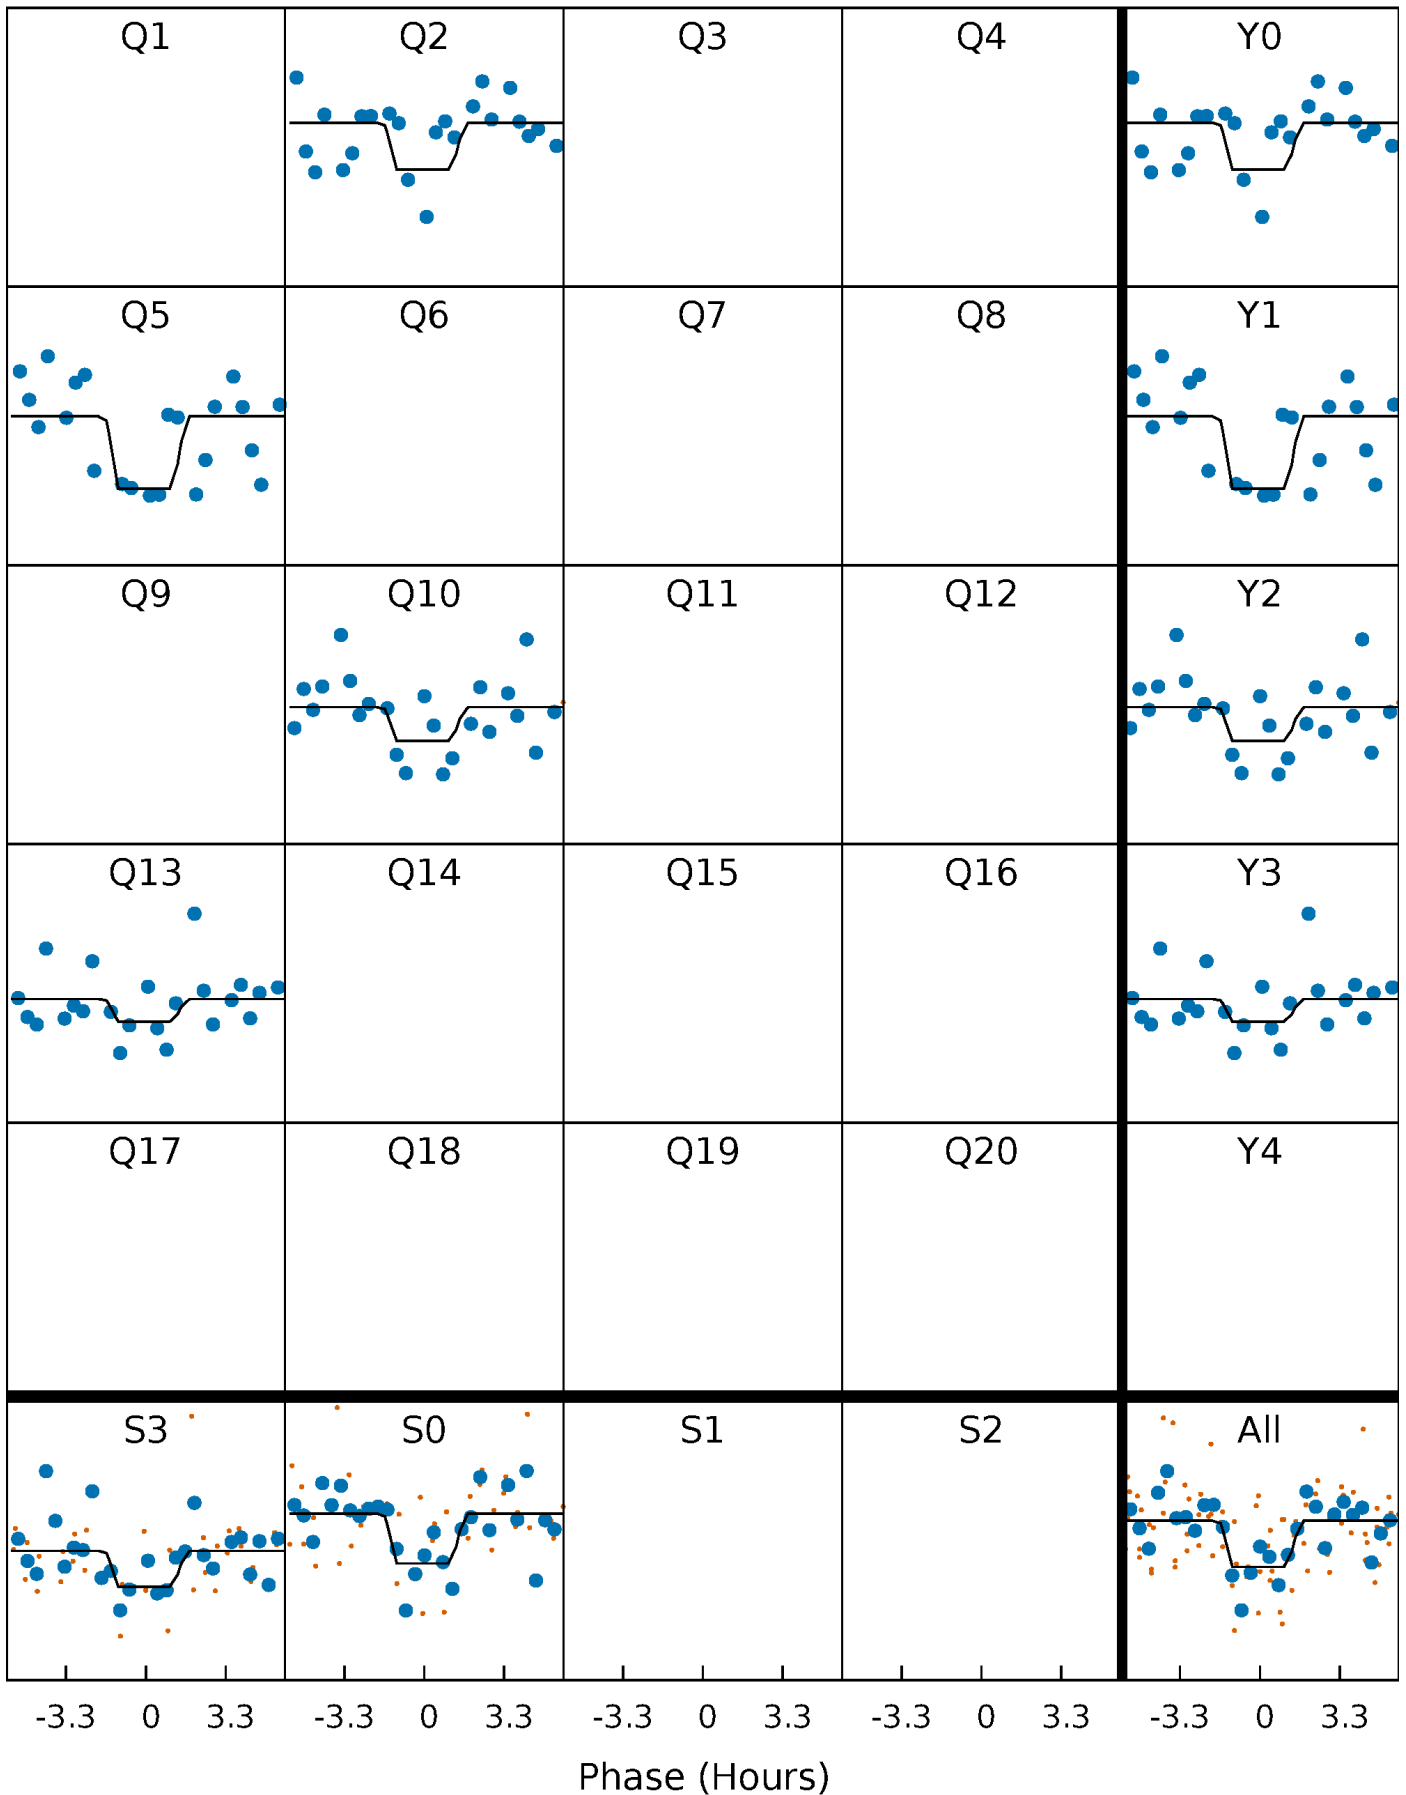 Q1 Q2 Q3 Q4 Y0
Q5 Q6 Q7 Q8 Y1
Q9 Q10 Q11 Q12 Y2
Q13 Q14 Q15 Q16 Y3
Q17 Q18 Q19 Q20 Y4
S3 S0 S1 S2 All
-3.3 0 3.3 -3.3 0 3.3 -3.3 0 3.3 -3.3 0 3.3 -3.3 0 3.3
Phase (Hours)